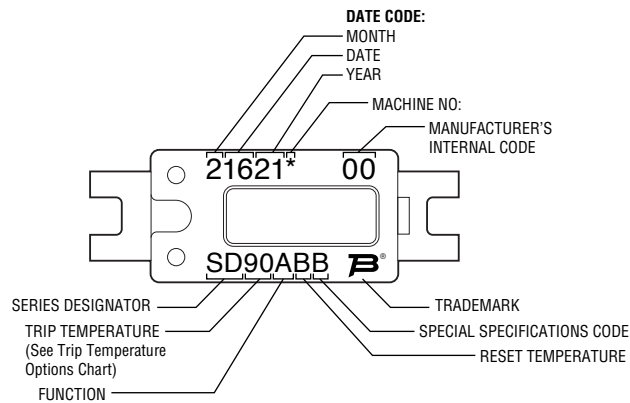 DATE CODE:
MONTH
DATE
YEAR
MACHINE NO:
MANUFACTURER'S
INTERNAL CODE
21621* 00
SD90ABB B®
SERIES DESIGNATOR
TRADEMARK
TRIP TEMPERATURE
(See Trip Temperature
Options Chart)
SPECIAL SPECIFICATIONS CODE
RESET TEMPERATURE
FUNCTION